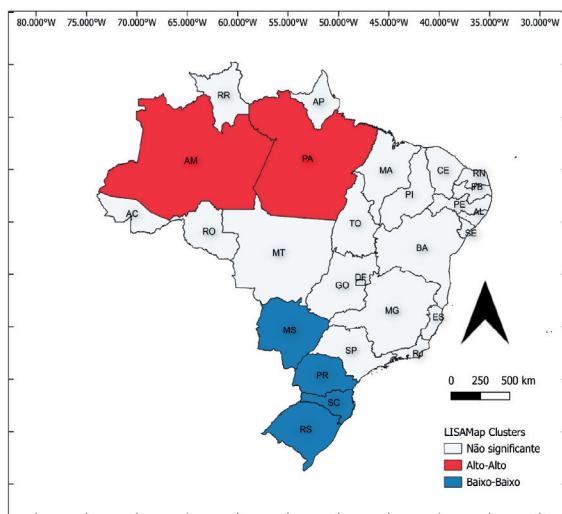 80.000°W 75.000°W 70.000°W 65.000°W 60.000°W 55.000°W 50.000°W 45.000°W 40.000°W 35.000°W 30.000°W
RR
AP
AM
PA
MA
CE
RN
PB
PI
PE
AL
AC
TO
SE
RO
BA
MT
DF
GO
MG
MS
ES
SP
RJ
PR
SC
RS
0 250 500 km
LISAMap Clusters
Não significante
Alto-Alto
Baixo-Baixo